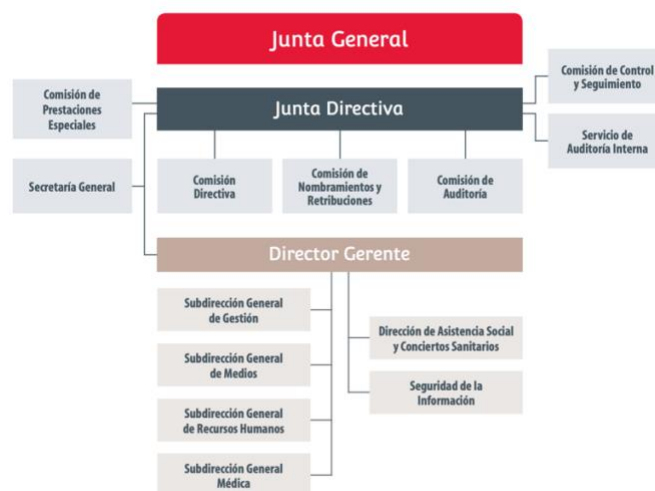 Junta General
Comisión de
Prestaciones
Especiales
Junta Directiva
Comisión de Control
y Seguimiento
Servicio de
Auditoría Interna
Secretaría General
Comisión
Directiva
Comisión de
Nombramientos y
Retribuciones
Comisión de
Auditoría
Director Gerente
Subdirección General
de Gestión
Subdirección General
de Medios
Subdirección General
de Recursos Humanos
Subdirección General
Médica
Dirección de Asistencia Social
y Conciertos Sanitarios
Seguridad de la
Información